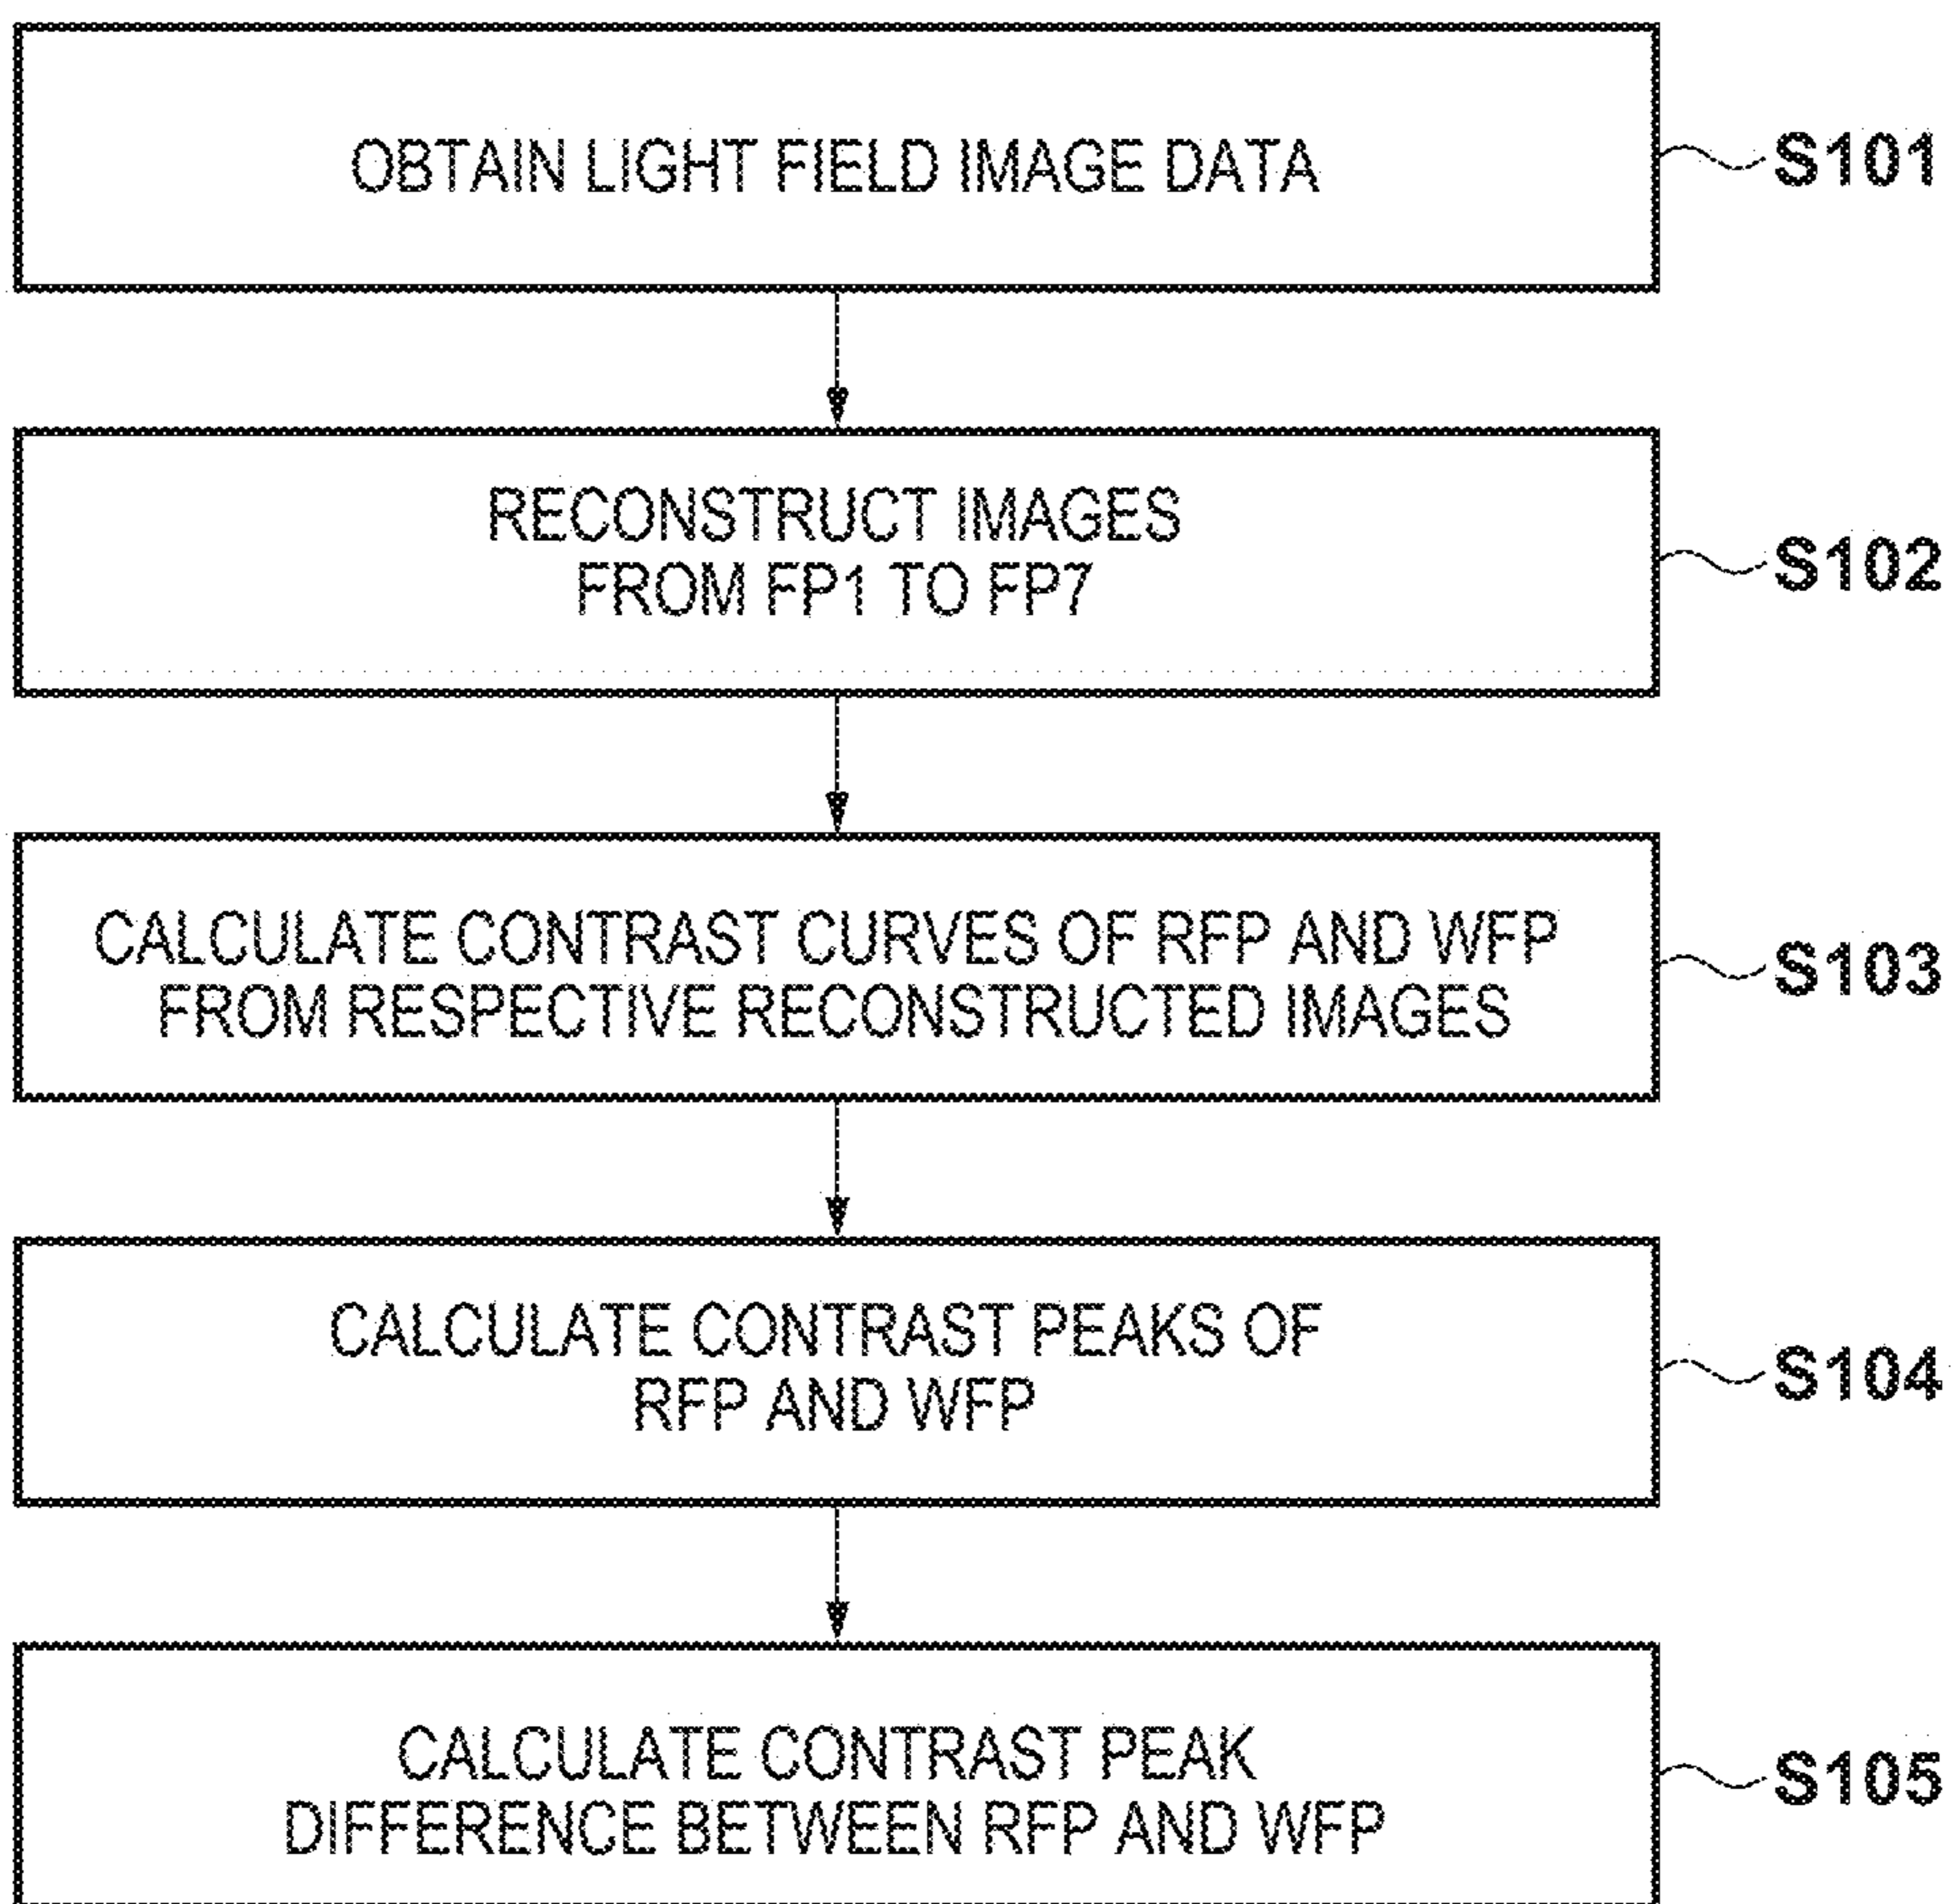 OBTAIN LIGHT FIELD IMAGE DATA
S101
RECONSTRUCT IMAGES
FROM FP1 TO FP7
S102
CALCULATE CONTRAST CURVES OF RFP AND WFP
FROM RESPECTIVE RECONSTRUCTED IMAGES
S103
CALCULATE CONTRAST PEAKS OF
RFP AND WFP
S104
CALCULATE CONTRAST PEAK
DIFFERENCE BETWEEN RFP AND WFP
S105